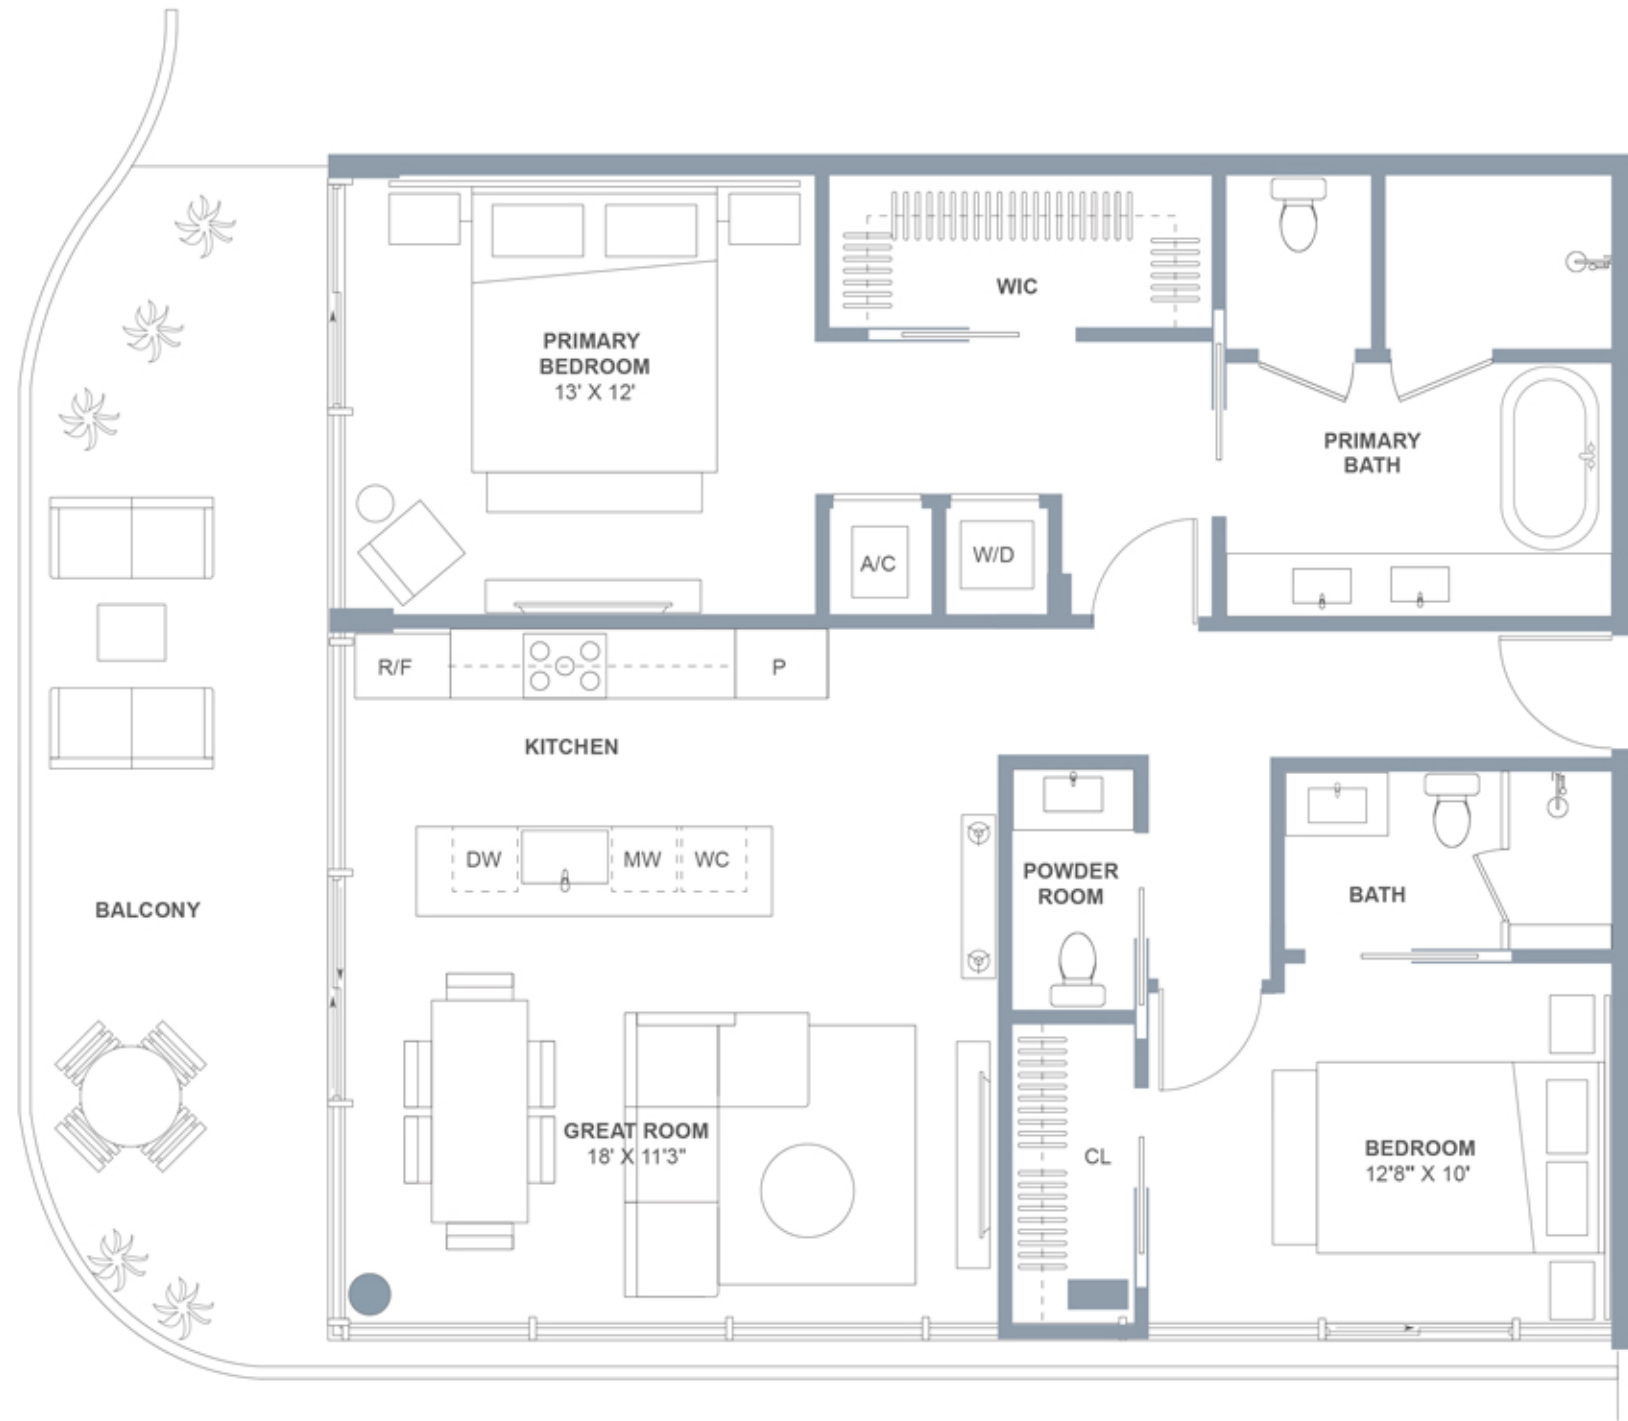 WIC
PRIMARY
BEDROOM
13' X 12'
PRIMARY
BATH
A/C
W/D
R/F
P
KITCHEN
DW
MW
WC
POWDER
ROOM
BATH
BALCONY
GREAT ROOM
18' X 11'3"
CL
BEDROOM
12'8" X 10'